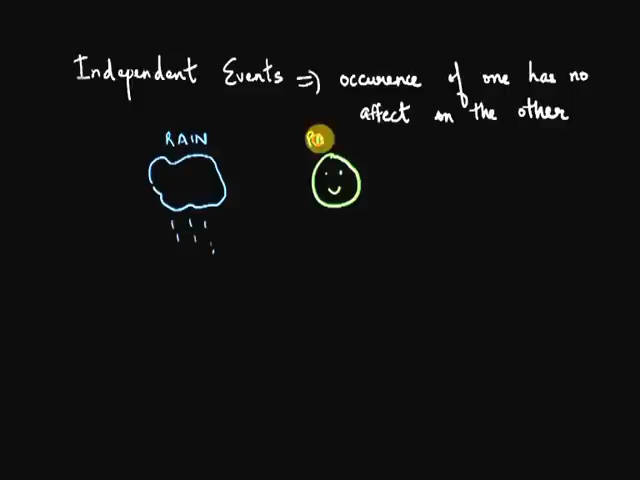 Independent Events ⇒ occurence of one has no
affect on the other
RAIN